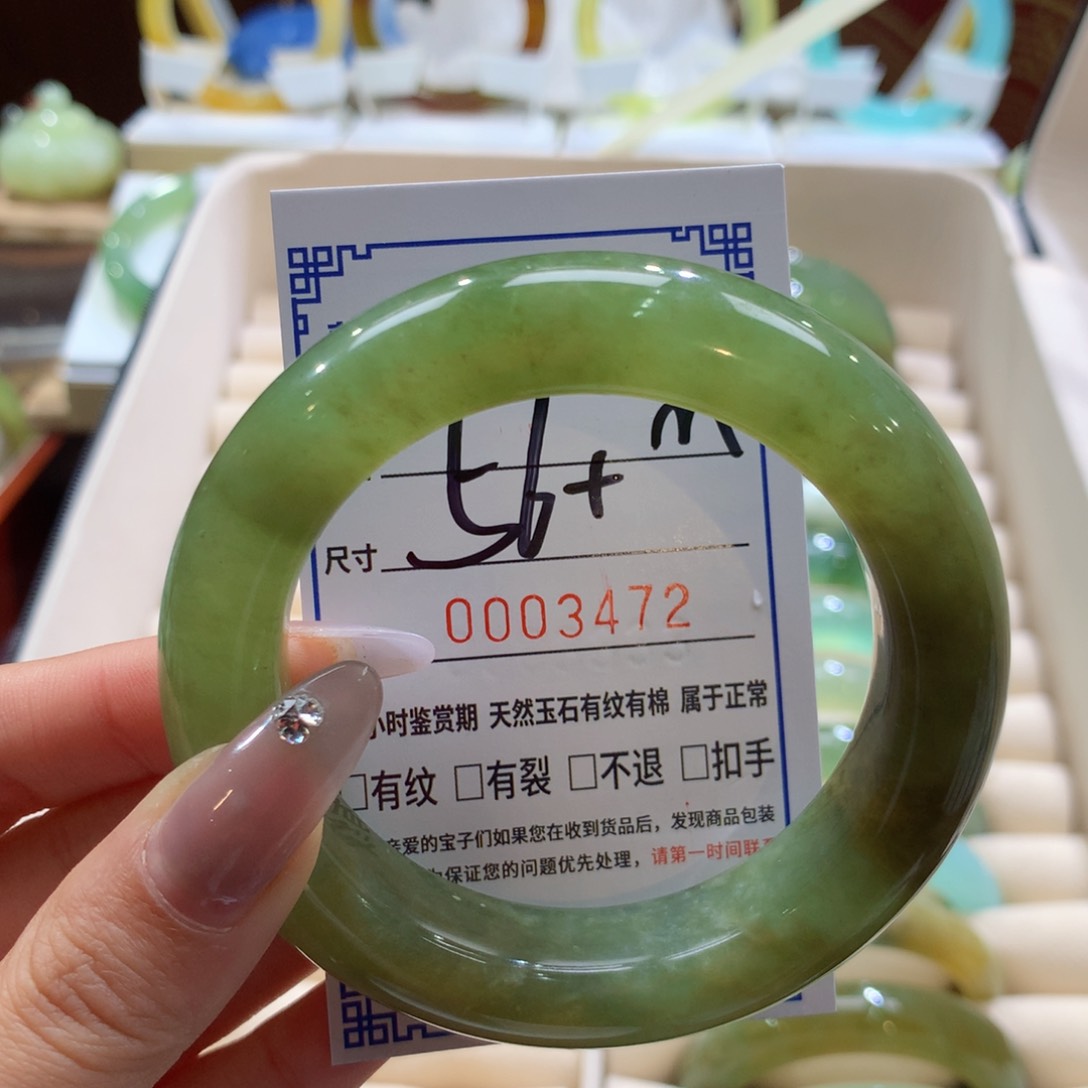 尺寸 56+
0003472
小时鉴赏期 天然玉石有纹有棉 属于正常
□有纹 □有裂 □不退 □扣手
亲爱的宝子们如果您在收到货品后，发现商品包装
保证您的问题优先处理，请第一时间联